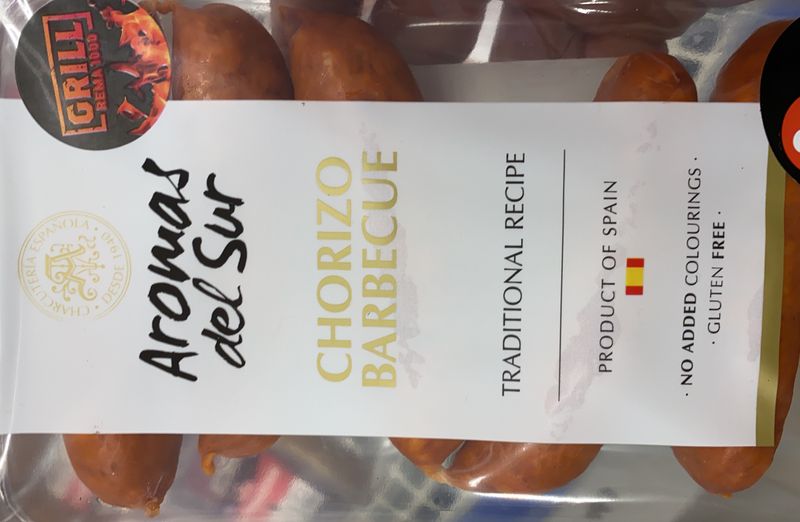 GRILL
REMA 1000
CHARCUTERÍA ESPAÑOLA
· DESDE 1940 ·
Aromas
del Sur
CHORIZO
BARBECUE
TRADITIONAL RECIPE
PRODUCT OF SPAIN
· NO ADDED COLOURINGS ·
· GLUTEN FREE ·